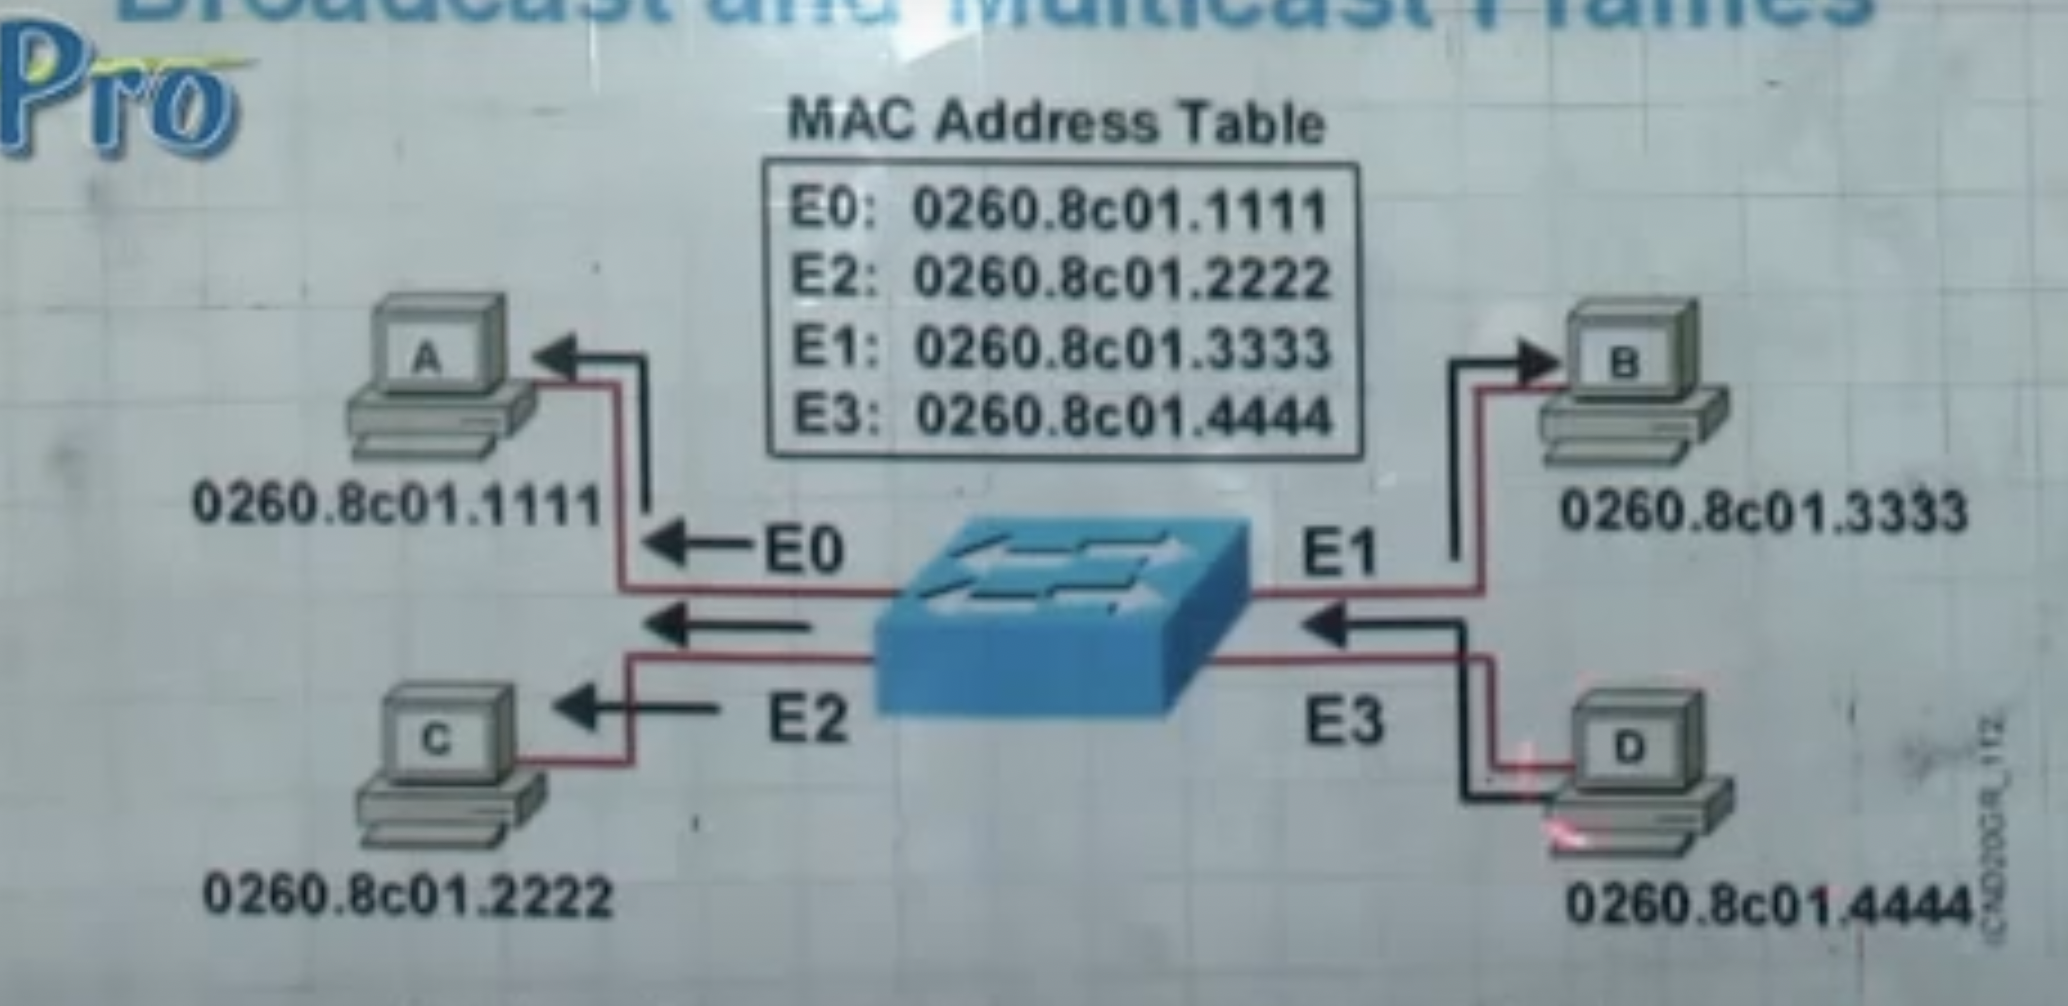 Broadcast and Multicast Frames
Pro
MAC Address Table
E0: 0260.8c01.1111
E2: 0260.8c01.2222
E1: 0260.8c01.3333
E3: 0260.8c01.4444
A
B
0260.8c01.1111
0260.8c01.3333
E0
E1
E2
E3
C
D
0260.8c01.2222
0260.8c01.4444
ICND20GR_112